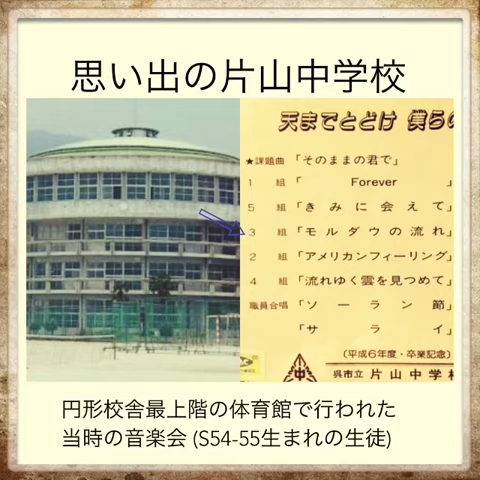 思い出の片山中学校
天までとどけ 僕らの
★課題曲 「そのままの君で」
1 組 「 Forever 」
5 組 「きみに会えて」
3 組 「モルダウの流れ」
2 組 「アメリカンフィーリング」
4 組 「流れゆく雲を見つめて」
職員合唱 「ソーラン節」
「サライ」
(平成6年度・卒業記念)
中
呉市立 片山中学校
円形校舎最上階の体育館で行われた
当時の音楽会 (S54-55生まれの生徒)